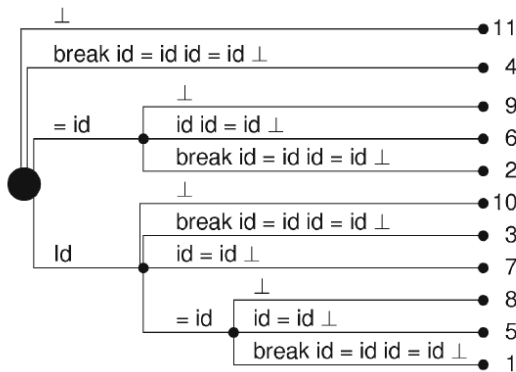 ⊥ 11
break id = id id = id ⊥ 4
⊥ 9
= id id id = id ⊥ 6
break id = id id = id ⊥ 2
⊥ 10
break id = id id = id ⊥ 3
Id id = id ⊥ 7
⊥ 8
= id id = id ⊥ 5
break id = id id = id ⊥ 1